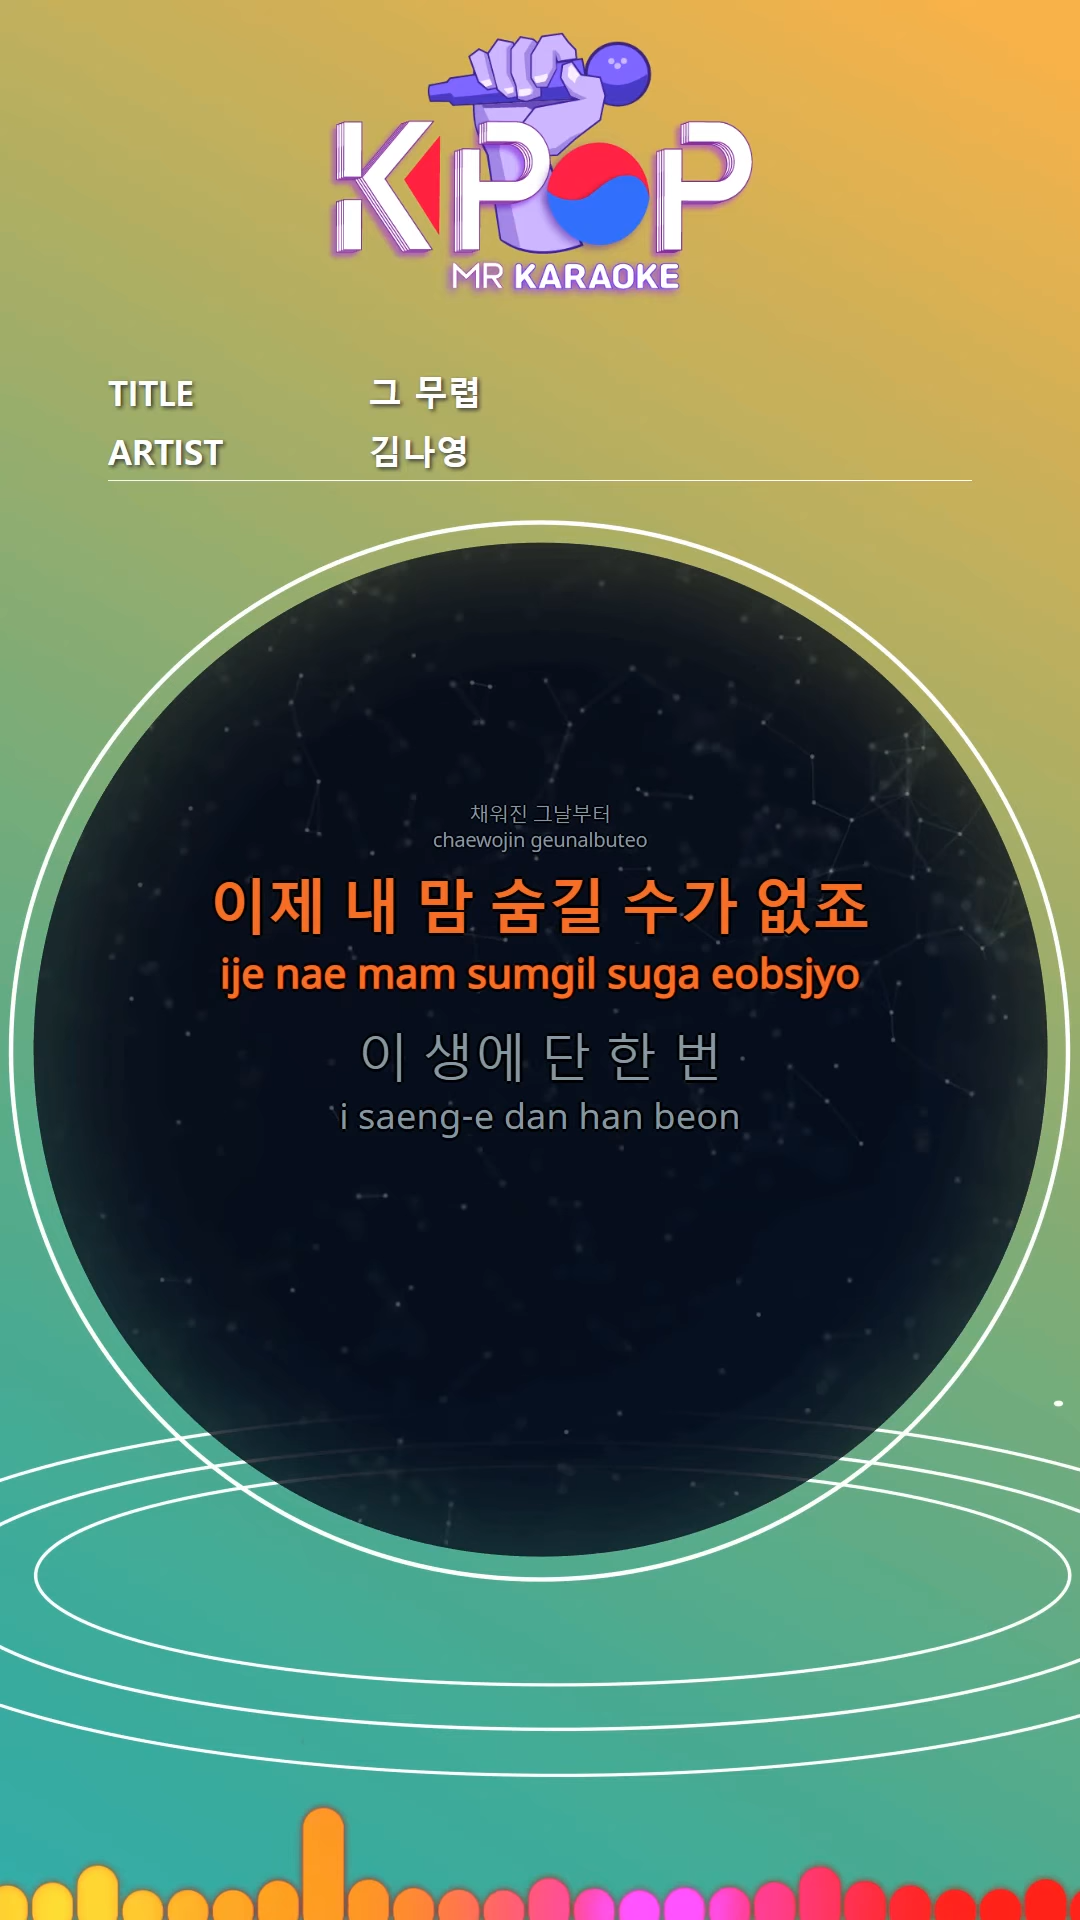 KPOP
MR KARAOKE
TITLE 그 무렵
ARTIST 김나영
채워진 그날부터
chaewojin geunalbuteo
이제 내 맘 숨길 수가 없죠
ije nae mam sumgil suga eobsjyo
이 생에 단 한 번
i saeng-e dan han beon